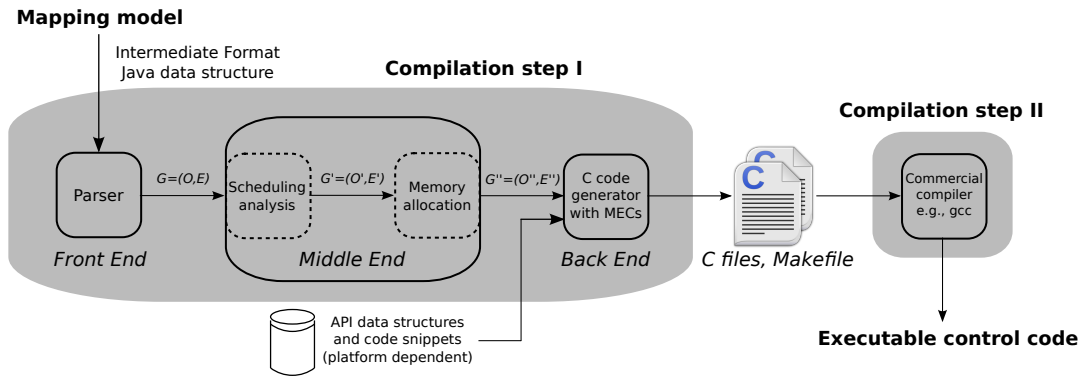 Mapping model
Intermediate Format
Java data structure
Compilation step I
Parser
G=(O,E)
Scheduling
analysis
G'=(O',E')
Memory
allocation
G''=(O'',E'')
C code
generator
with MECs
Front End
Middle End
Back End
API data structures
and code snippets
(platform dependent)
C
C
C files, Makefile
Compilation step II
Commercial
compiler
e.g., gcc
Executable control code